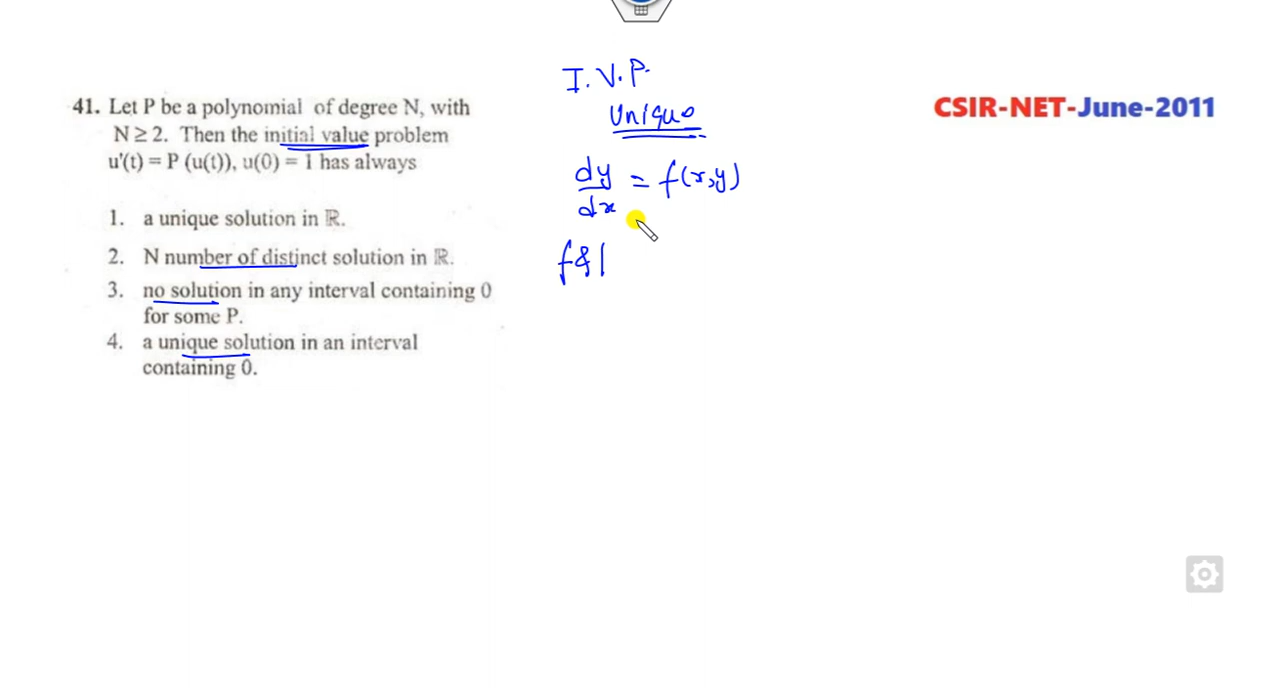 I.V.P.
Unique
CSIR-NET-June-2011
41. Let P be a polynomial of degree N, with
N ≥ 2. Then the initial value problem
u'(t) = P (u(t)), u(0) = 1 has always
dy/dx = f(x,y)
f &
1. a unique solution in ℝ.
2. N number of distinct solution in ℝ.
3. no solution in any interval containing 0
for some P.
4. a unique solution in an interval
containing 0.